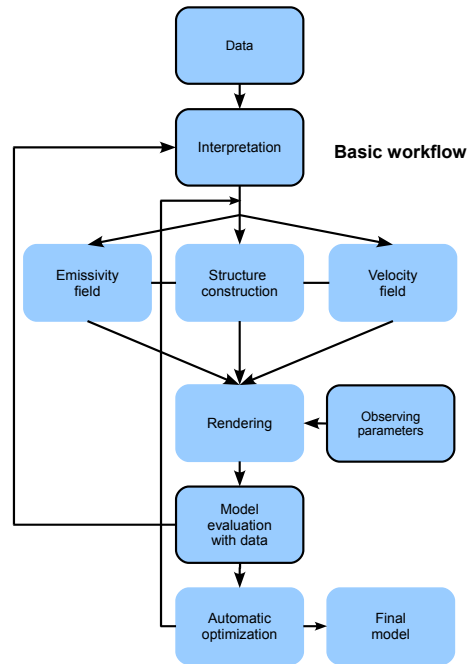 Data
Interpretation
Basic workflow
Emissivity
field
Structure
construction
Velocity
field
Rendering
Observing
parameters
Model
evaluation
with data
Automatic
optimization
Final
model